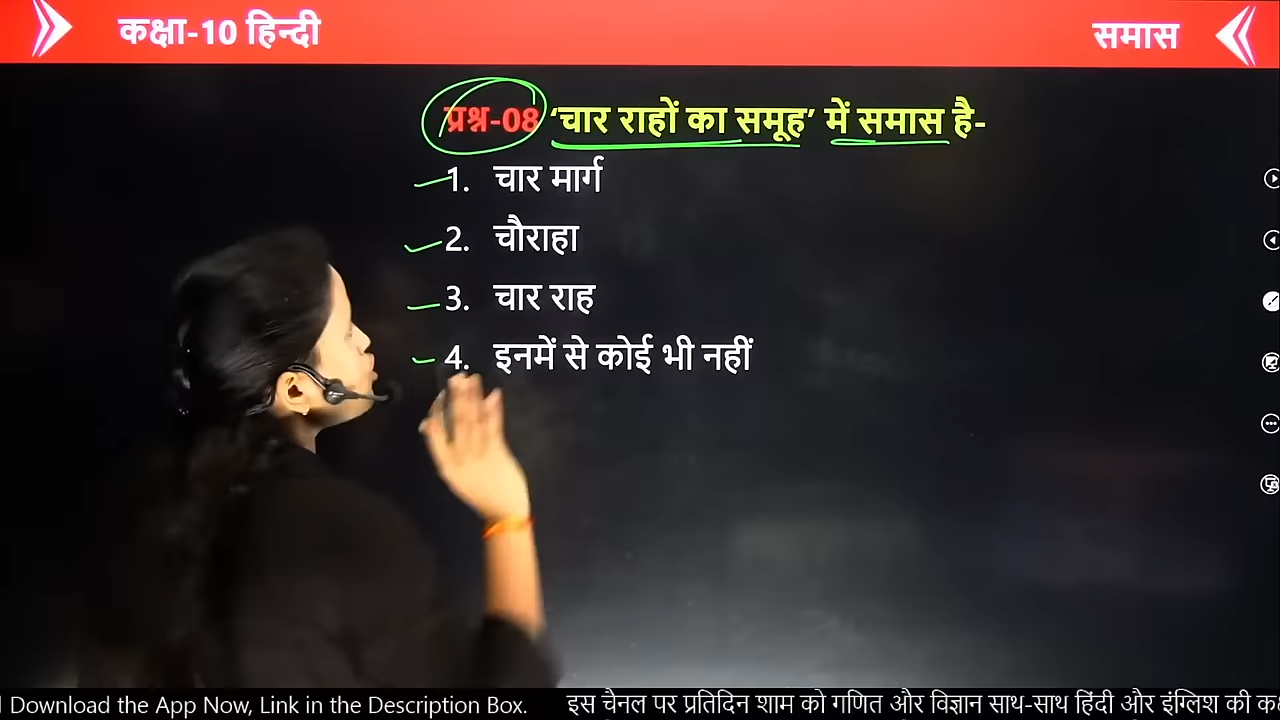 कक्षा-10 हिन्दी
समास
प्रश्न-08 ‘चार राहों का समूह’ में समास है-
1. चार मार्ग
2. चौराहा
3. चार राह
4. इनमें से कोई भी नहीं
Download the App Now, Link in the Description Box. इस चैनल पर प्रतिदिन शाम को गणित और विज्ञान साथ-साथ हिंदी और इंग्लिश की